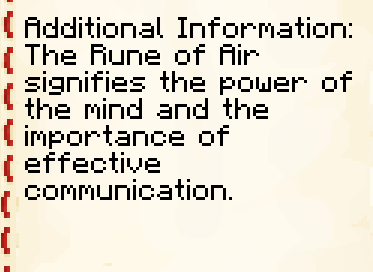 Additional Information:
The Rune of Air
signifies the power of
the mind and the
importance of
effective
communication.